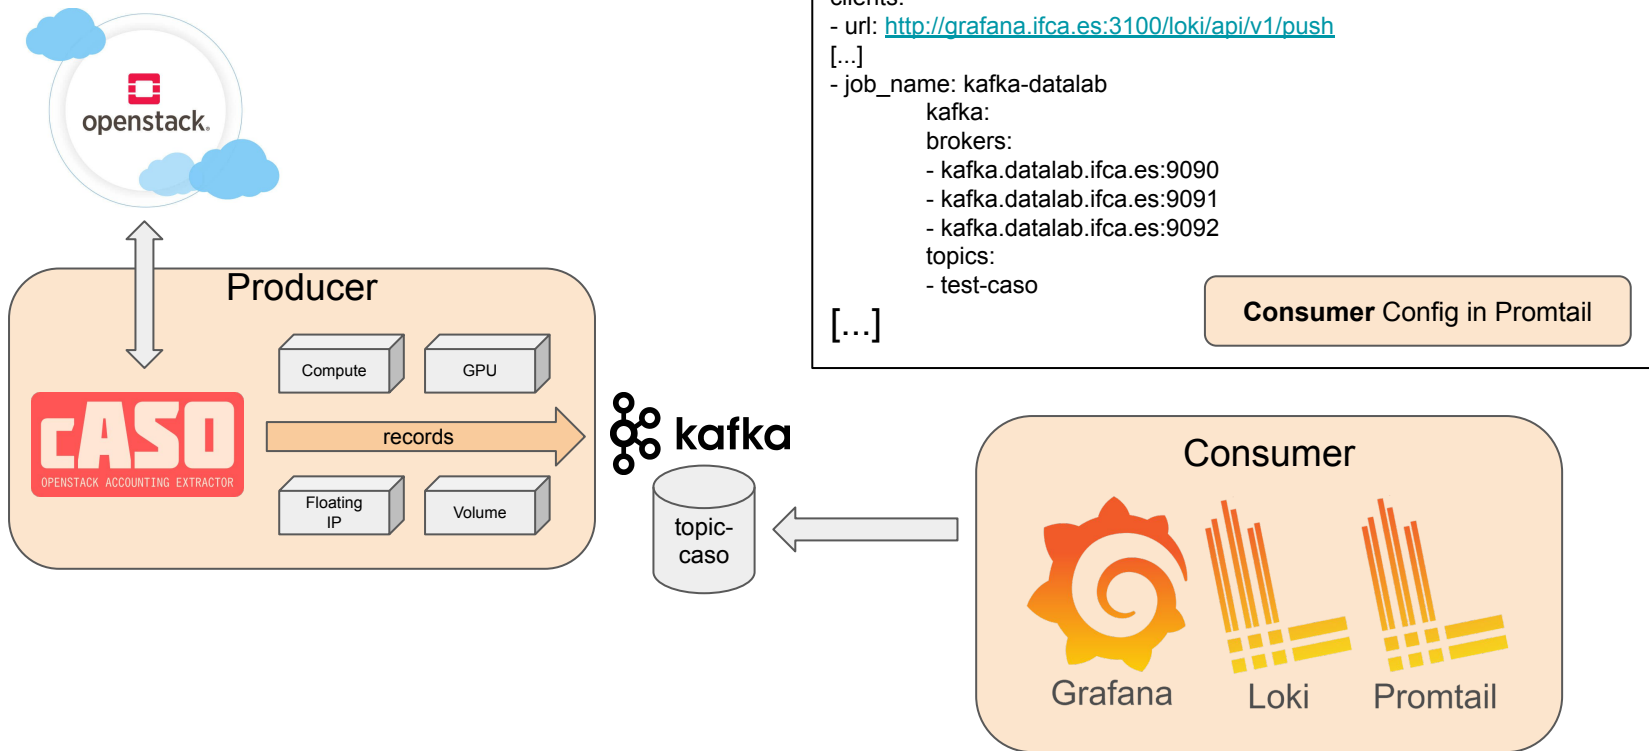 clients:
- url: http://grafana.ifca.es:3100/loki/api/v1/push
[...]
- job_name: kafka-datalab
kafka:
brokers:
- kafka.datalab.ifca.es:9090
- kafka.datalab.ifca.es:9091
- kafka.datalab.ifca.es:9092
topics:
- test-caso
[...]
Consumer Config in Promtail
openstack.
Producer
Compute
GPU
cASO
OPENSTACK ACCOUNTING EXTRACTOR
records
Floating
IP
Volume
kafka
topic-
caso
Consumer
Grafana
Loki
Promtail